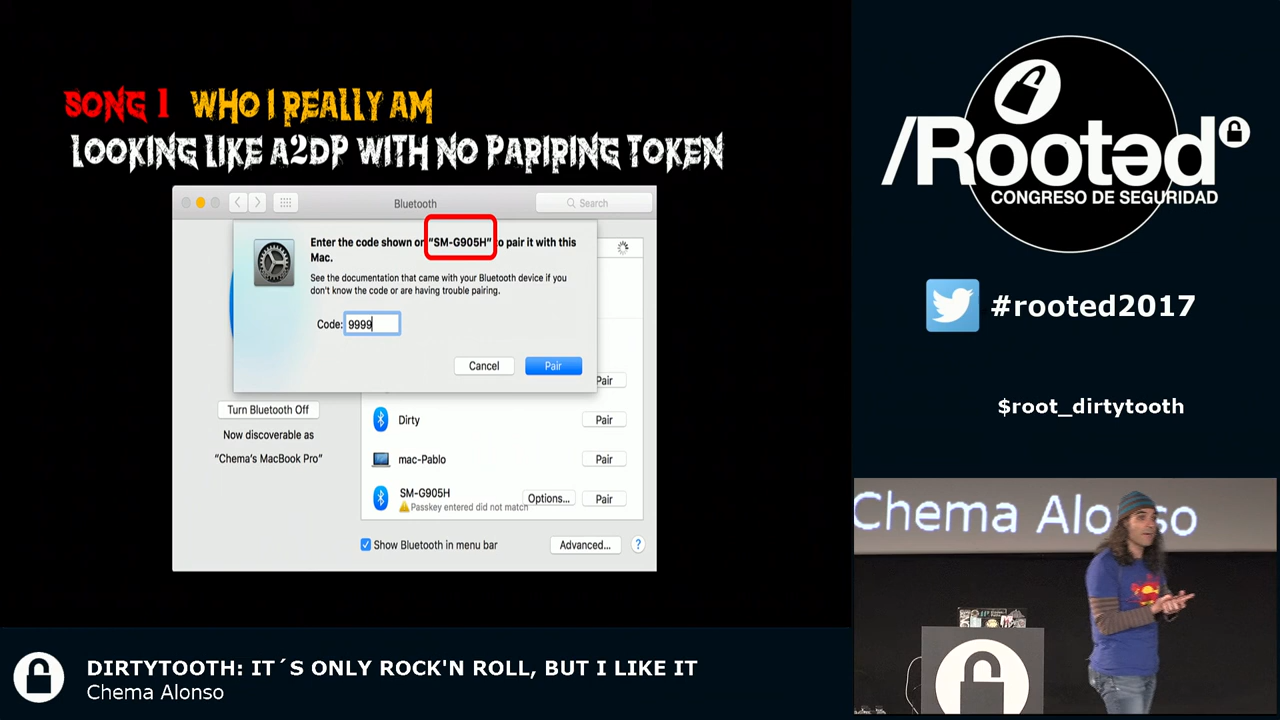 SONG 1 WHO I REALLY AM
LOOKING LIKE A2DP WITH NO PARIPING TOKEN
Bluetooth
Search
Enter the code shown on "SM-G905H" to pair it with this
Mac.
See the documentation that came with your Bluetooth device if you
don't know the code or are having trouble pairing.
Code: 9999
Cancel
Pair
Pair
Turn Bluetooth Off
Now discoverable as
"Chema's MacBook Pro"
Dirty
Pair
mac-Pablo
Pair
SM-G905H
Passkey entered did not match
Options...
Pair
Show Bluetooth in menu bar
Advanced...
?
/Rooted
CONGRESO DE SEGURIDAD
#rooted2017
$root_dirtytooth
Chema Alonso
DIRTYTOOTH: IT´S ONLY ROCK'N ROLL, BUT I LIKE IT
Chema Alonso